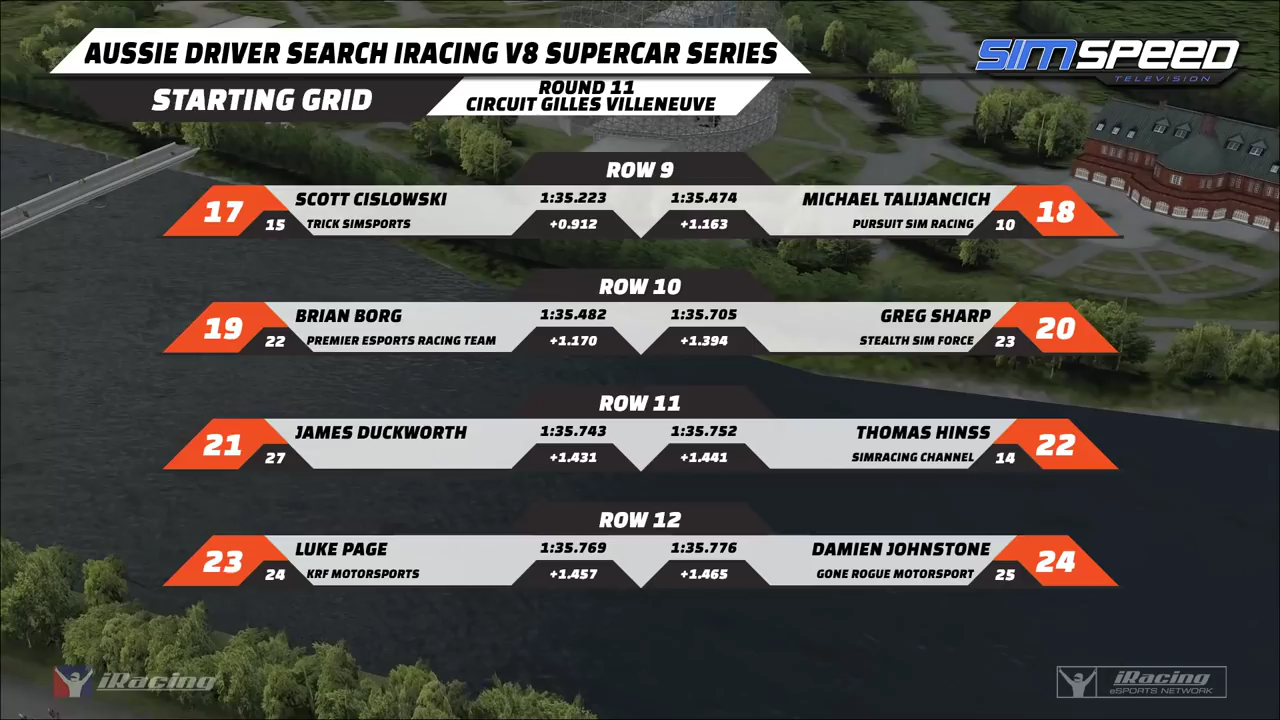 AUSSIE DRIVER SEARCH IRACING V8 SUPERCAR SERIES
SIMSPEED
TELEVISION
STARTING GRID
ROUND 11
CIRCUIT GILLES VILLENEUVE
ROW 9
17 SCOTT CISLOWSKI 1:35.223 1:35.474 MICHAEL TALIJANCICH 18
15 TRICK SIMSPORTS +0.912 +1.163 PURSUIT SIM RACING 10
ROW 10
19 BRIAN BORG 1:35.482 1:35.705 GREG SHARP 20
22 PREMIER ESPORTS RACING TEAM +1.170 +1.394 STEALTH SIM FORCE 23
ROW 11
21 JAMES DUCKWORTH 1:35.743 1:35.752 THOMAS HINSS 22
27 +1.431 +1.441 SIMRACING CHANNEL 14
ROW 12
23 LUKE PAGE 1:35.769 1:35.776 DAMIEN JOHNSTONE 24
24 KRF MOTORSPORTS +1.457 +1.465 GONE ROGUE MOTORSPORT 25
iRacing
iRacing
eSPORTS NETWORK